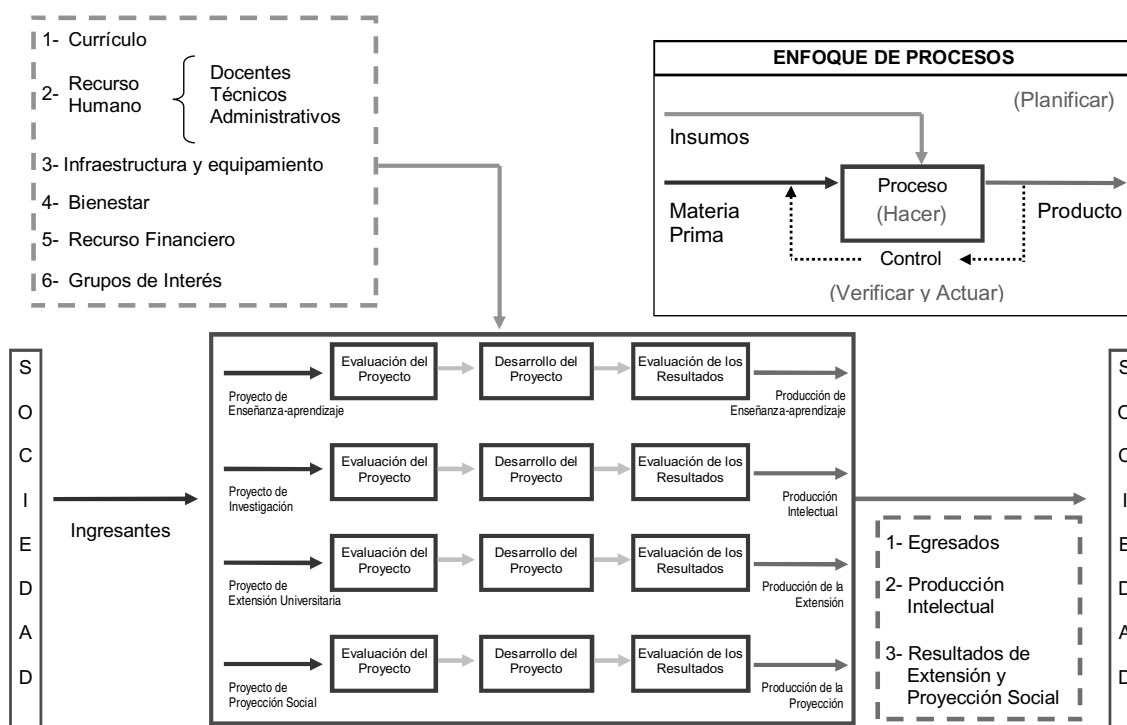 1- Currículo
2- Recurso
Humano
Docentes
Técnicos
Administrativos
3- Infraestructura y equipamiento
4- Bienestar
5- Recurso Financiero
6- Grupos de Interés
ENFOQUE DE PROCESOS
(Planificar)
Insumos
Materia
Prima
Proceso
(Hacer)
Producto
Control
(Verificar y Actuar)
S
O
C
I
E
D
A
D
Ingresantes
Proyecto de
Enseñanza-aprendizaje
Evaluación del
Proyecto
Desarrollo del
Proyecto
Evaluación de los
Resultados
Producción de
Enseñanza-aprendizaje
Proyecto de
Investigación
Evaluación del
Proyecto
Desarrollo del
Proyecto
Evaluación de los
Resultados
Producción
Intelectual
Proyecto de
Extensión Universitaria
Evaluación del
Proyecto
Desarrollo del
Proyecto
Evaluación de los
Resultados
Producción de la
Extensión
Proyecto de
Proyección Social
Evaluación del
Proyecto
Desarrollo del
Proyecto
Evaluación de los
Resultados
Producción de la
Proyección
1- Egresados
2- Producción
Intelectual
3- Resultados de
Extensión y
Proyección Social
S
O
C
I
E
D
A
D